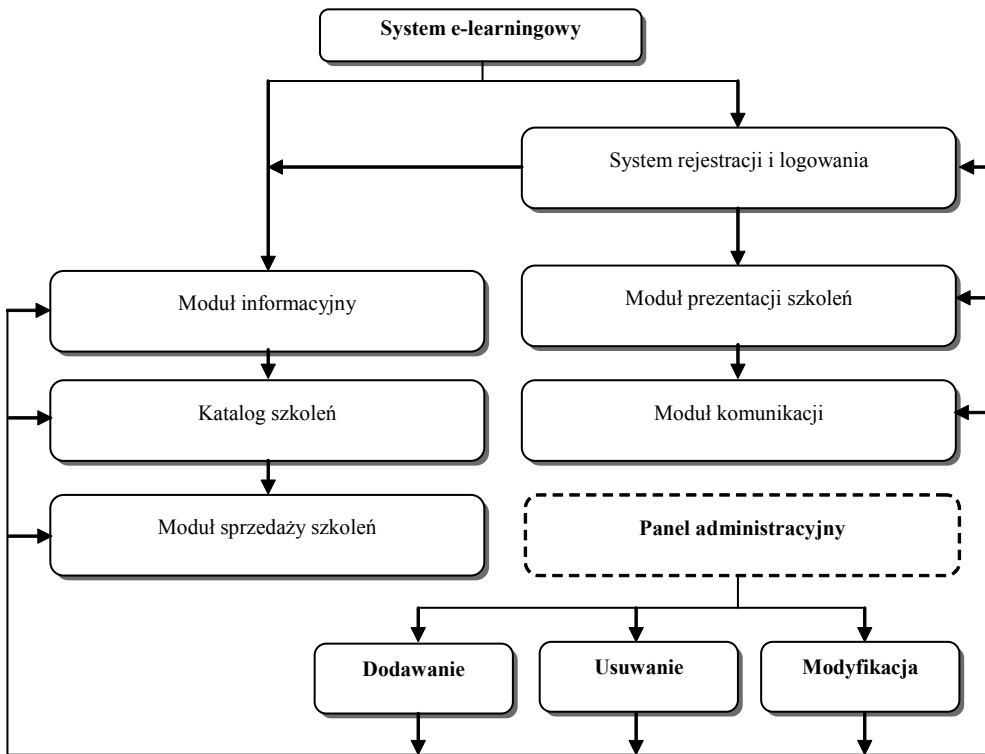 System e-learningowy
System rejestracji i logowania
Moduł informacyjny
Moduł prezentacji szkoleń
Katalog szkoleń
Moduł komunikacji
Moduł sprzedaży szkoleń
Panel administracyjny
Dodawanie
Usuwanie
Modyfikacja